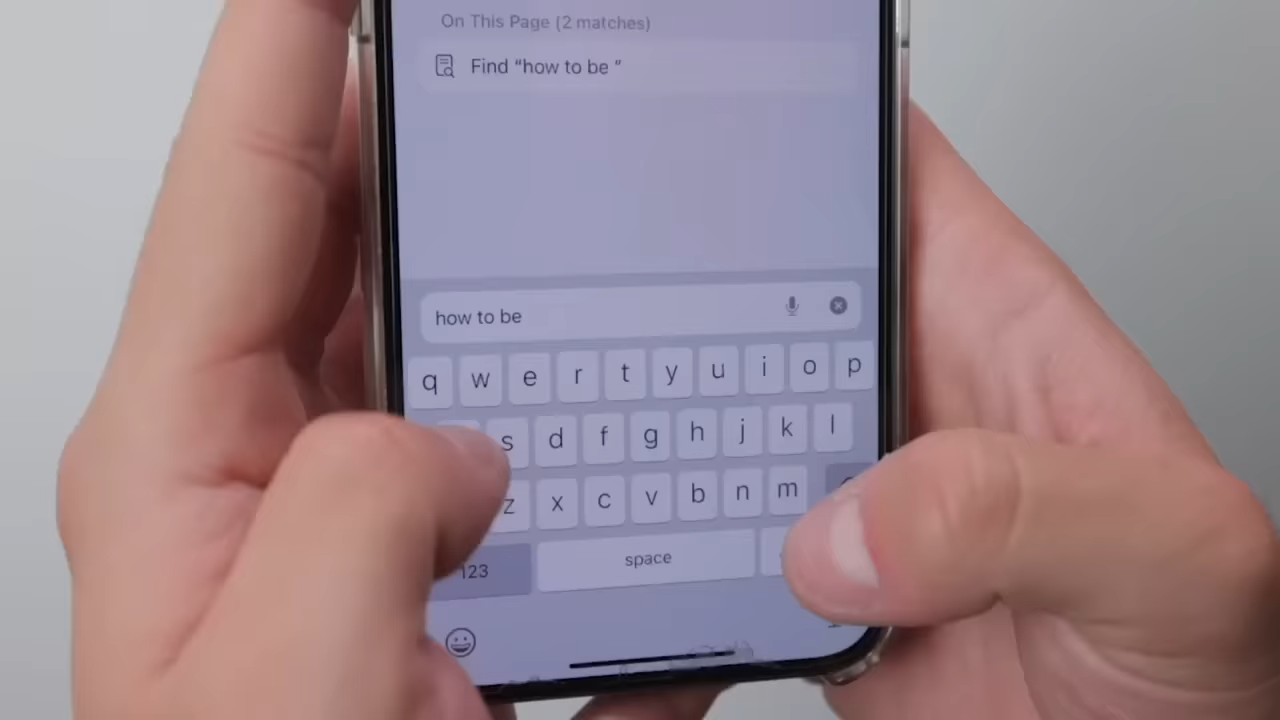 On This Page (2 matches)
Find “how to be ”
how to be
q w e r t y u i o p
s d f g h j k l
z x c v b n m
123 space